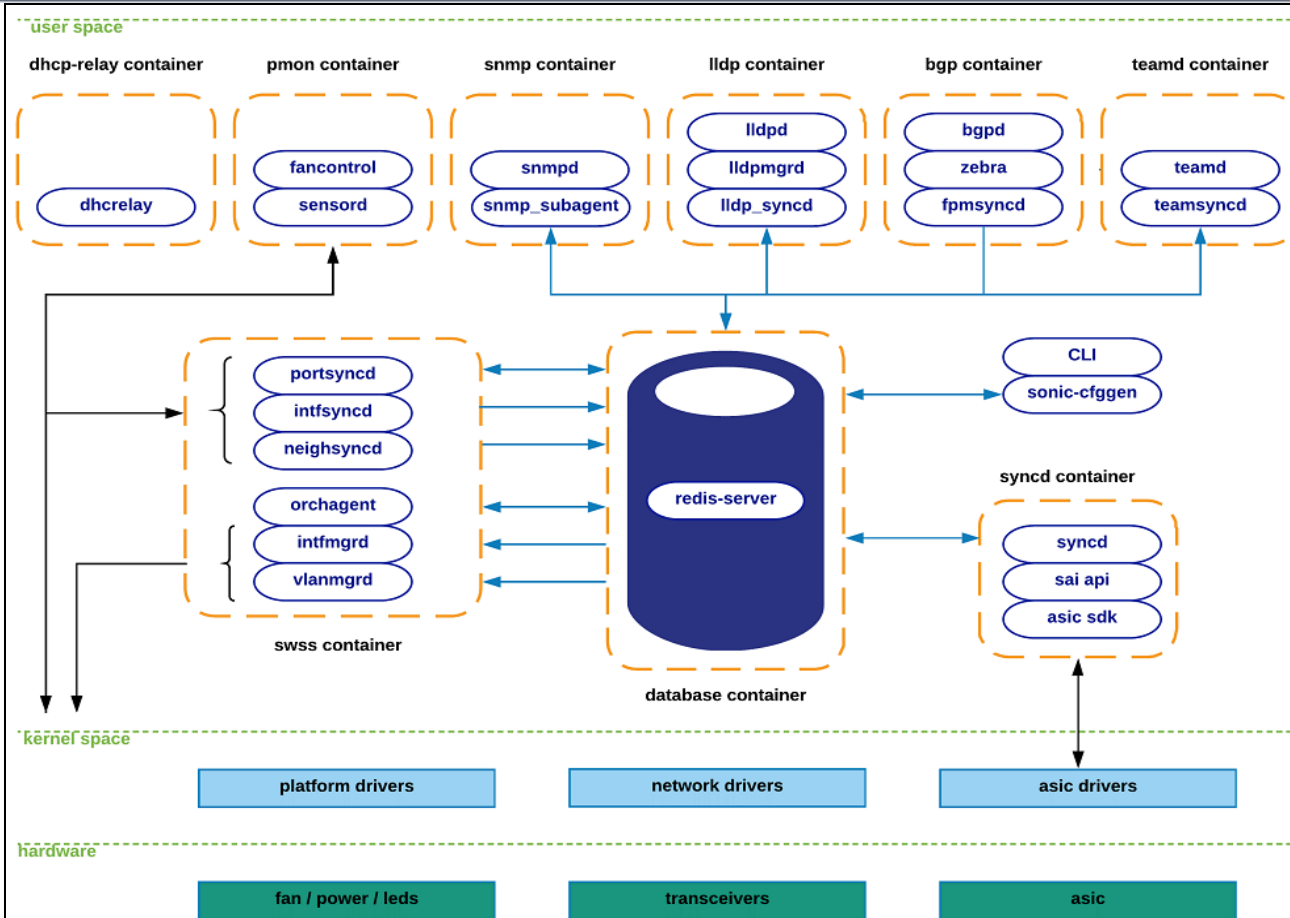 user space
dhcp-relay container
pmon container
snmp container
lldp container
bgp container
teamd container
dhcrelay
fancontrol
sensord
snmpd
snmp_subagent
lldpd
lldpmgrd
lldp_syncd
bgpd
zebra
fpmsyncd
teamd
teamsyncd
portsyncd
intfsyncd
neighsyncd
orchagent
intfmgrd
vlanmgrd
swss container
redis-server
database container
CLI
sonic-cfggen
syncd container
syncd
sai api
asic sdk
kernel space
platform drivers
network drivers
asic drivers
hardware
fan / power / leds
transceivers
asic